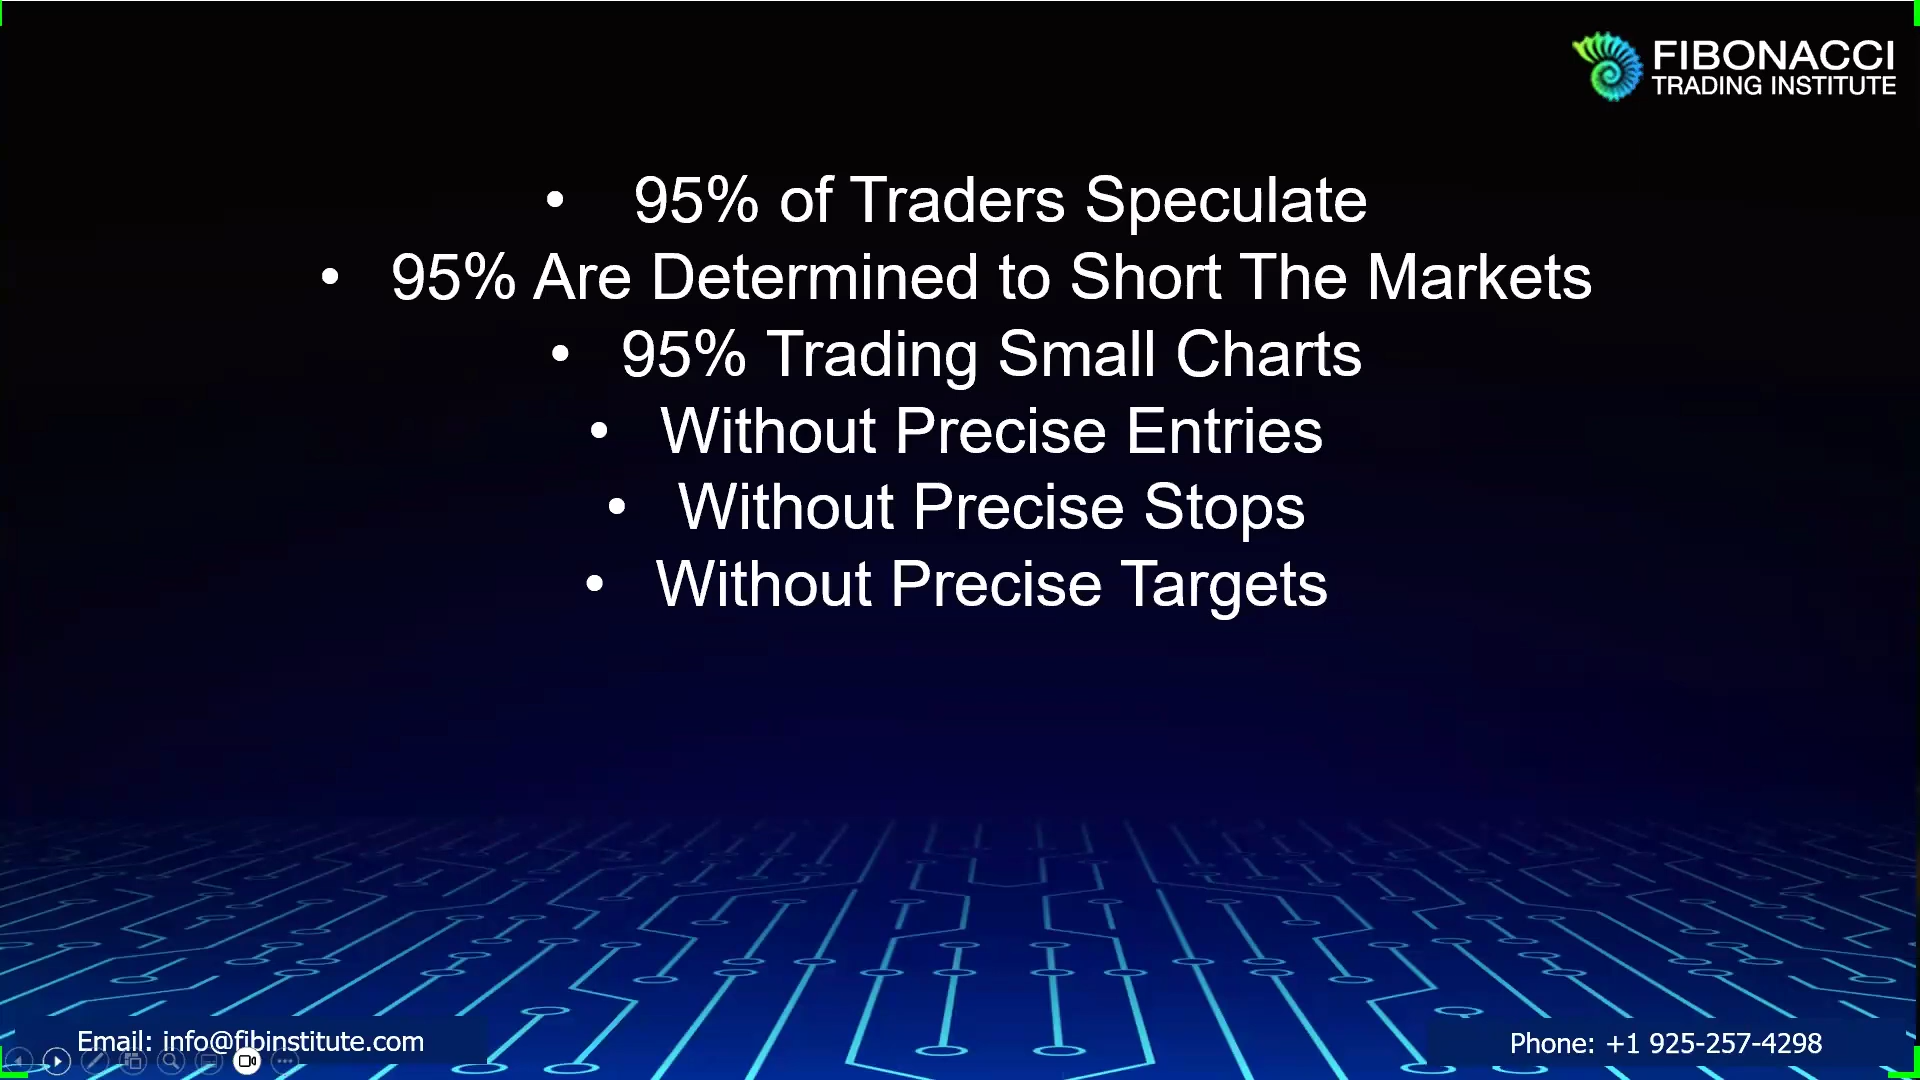 FIBONACCI
TRADING INSTITUTE
• 95% of Traders Speculate
• 95% Are Determined to Short The Markets
• 95% Trading Small Charts
• Without Precise Entries
• Without Precise Stops
• Without Precise Targets
Email: info@fibinstitute.com
Phone: +1 925-257-4298